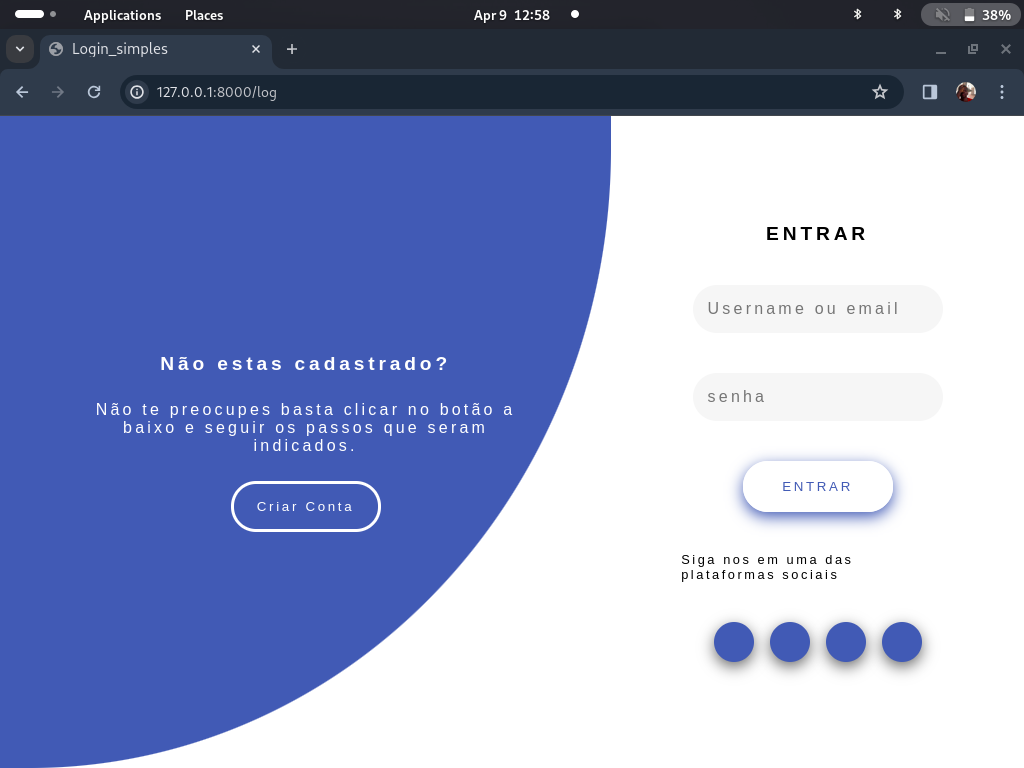 Applications Places Apr 9 12:58 38%
Login_simples
127.0.0.1:8000/log
ENTRAR
Username ou email
senha
ENTRAR
Siga nos em uma das
plataformas sociais
Não estas cadastrado?
Não te preocupes basta clicar no botão a
baixo e seguir os passos que seram
indicados.
Criar Conta